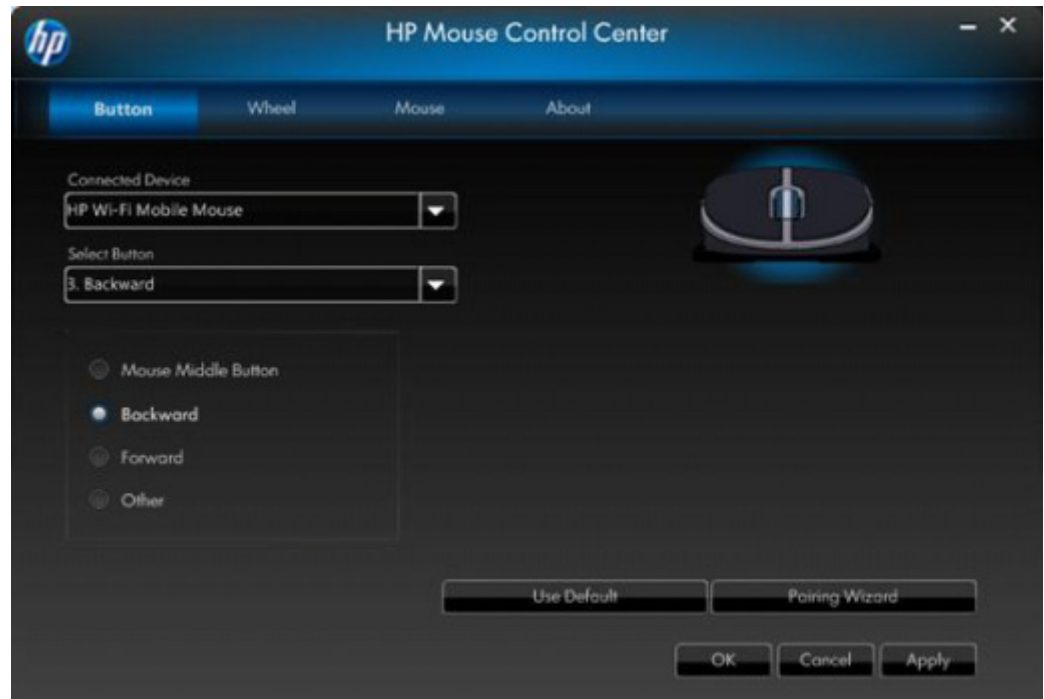 hp
HP Mouse Control Center
Button Wheel Mouse About
Connected Device
HP Wi-Fi Mobile Mouse
Select Button
3. Backward
Mouse Middle Button
Backward
Forward
Other
Use Default Pairing Wizard
OK Cancel Apply